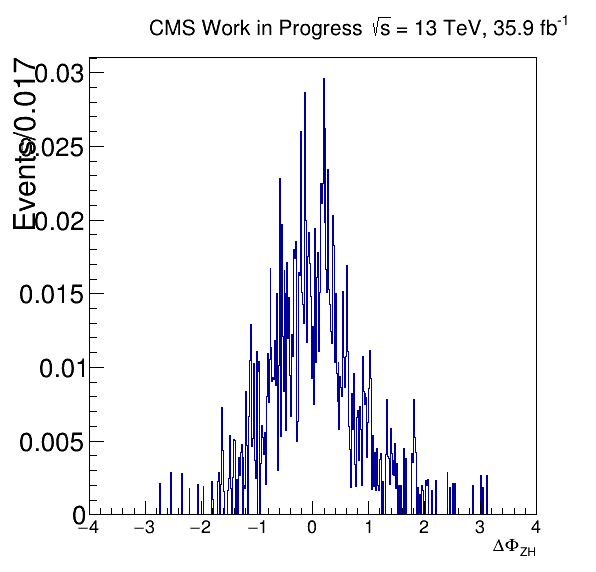 CMS Work in Progress √s = 13 TeV, 35.9 fb⁻¹
Events/0.017
0.03
0.025
0.02
0.015
0.01
0.005
0
−4 −3 −2 −1 0 1 2 3 4
ΔΦ_ZH